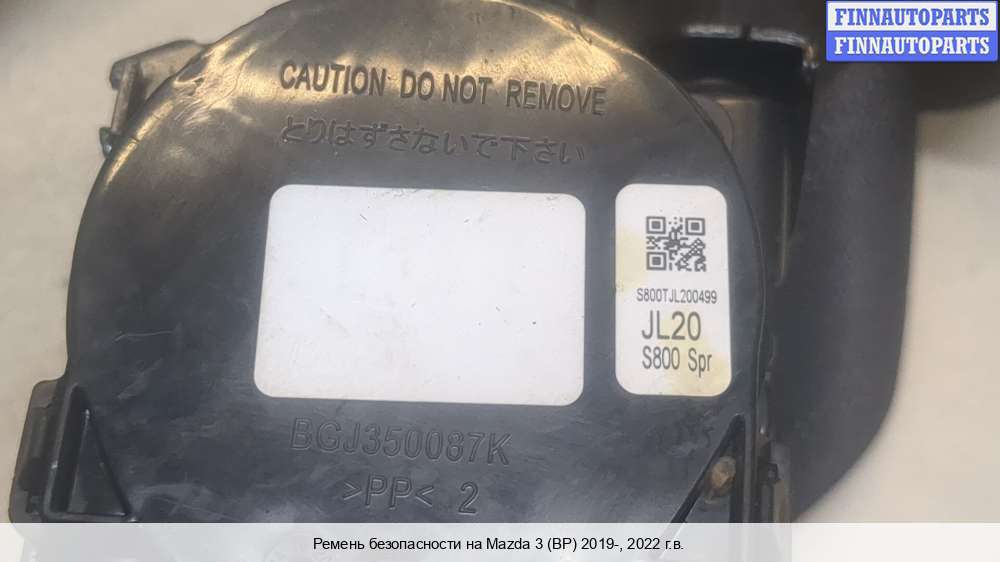 FINNAUTOPARTS
FINNAUTOPARTS
CAUTION DO NOT REMOVE
とりはずさないで下さい
S800TJL200499
JL20
S800 Spr
BGJ350087K
>PP< 2
Ремень безопасности на Mazda 3 (BP) 2019-, 2022 г.в.